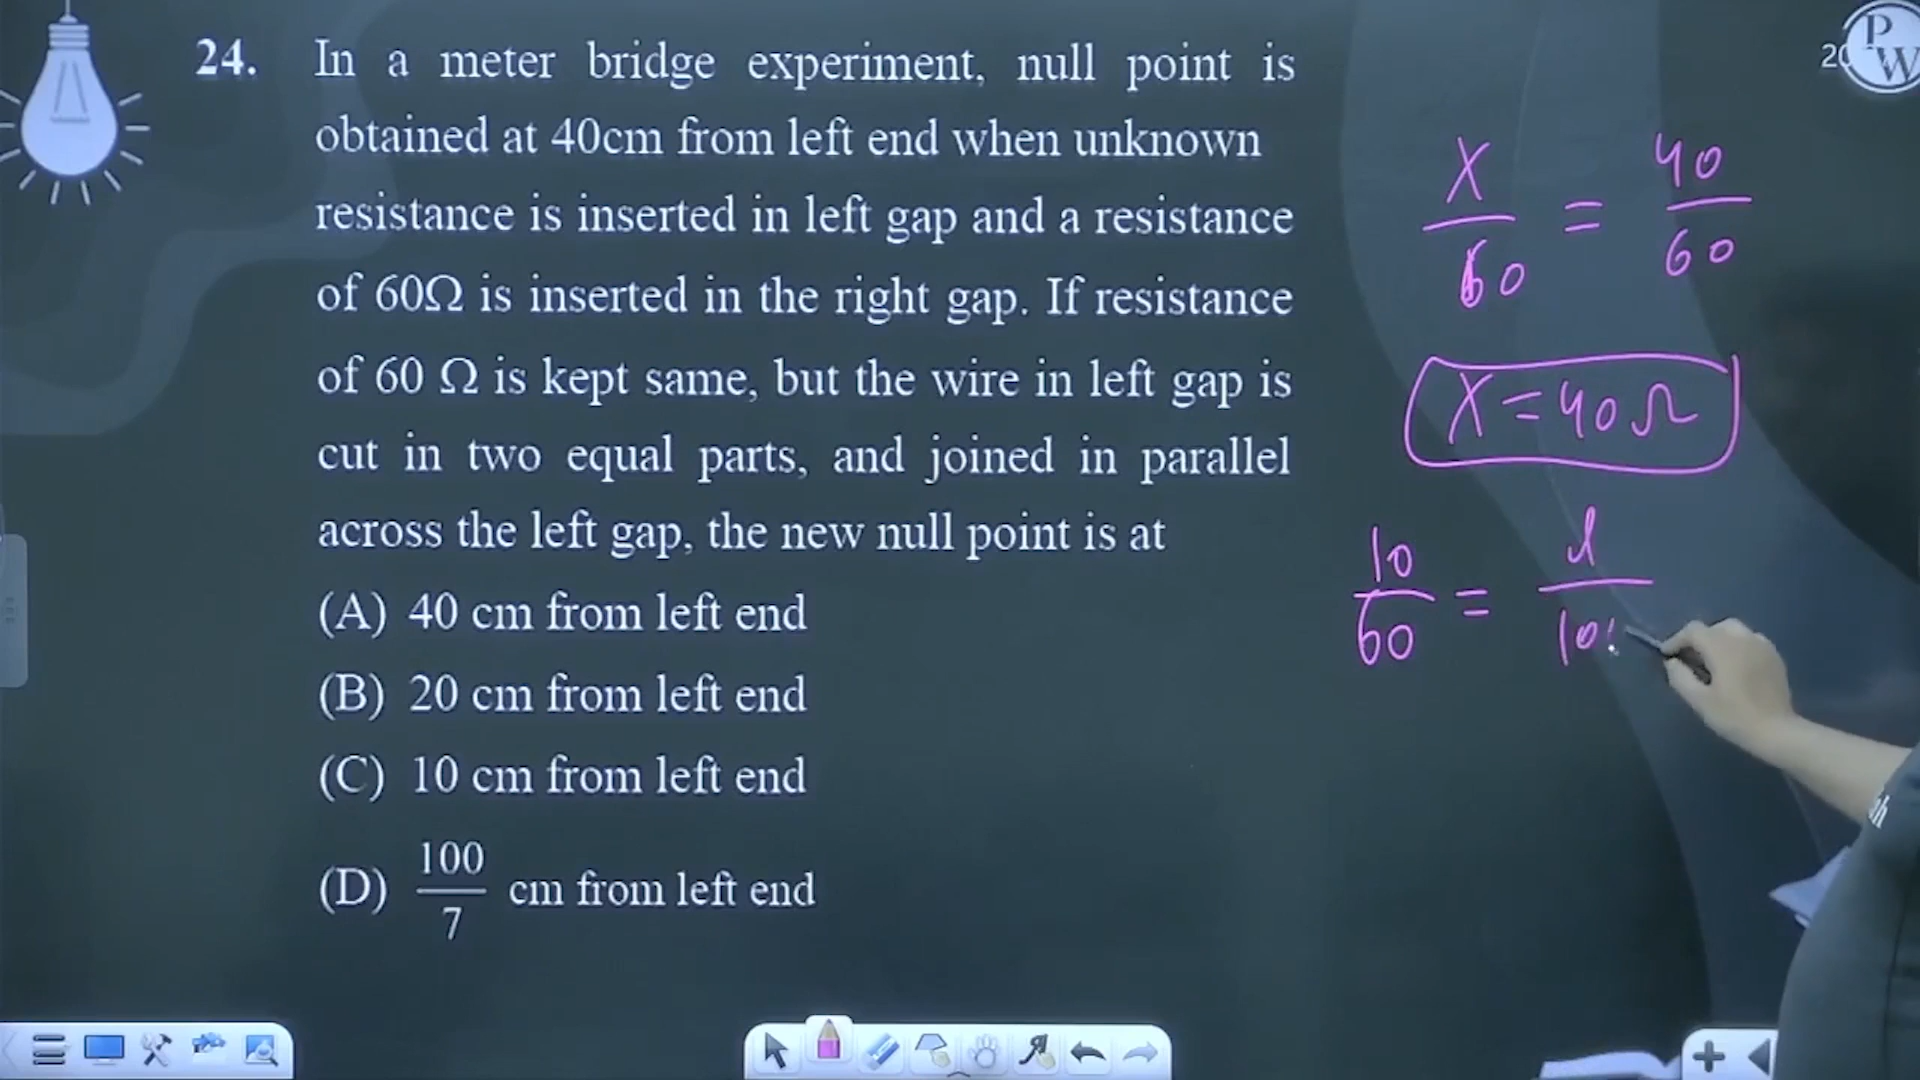 24. In a meter bridge experiment, null point is
obtained at 40cm from left end when unknown
resistance is inserted in left gap and a resistance
of 60Ω is inserted in the right gap. If resistance
of 60 Ω is kept same, but the wire in left gap is
cut in two equal parts, and joined in parallel
across the left gap, the new null point is at
(A) 40 cm from left end
(B) 20 cm from left end
(C) 10 cm from left end
(D) 100/7 cm from left end
PW
X/60 = 40/60
X = 40Ω
10/60 = l/10